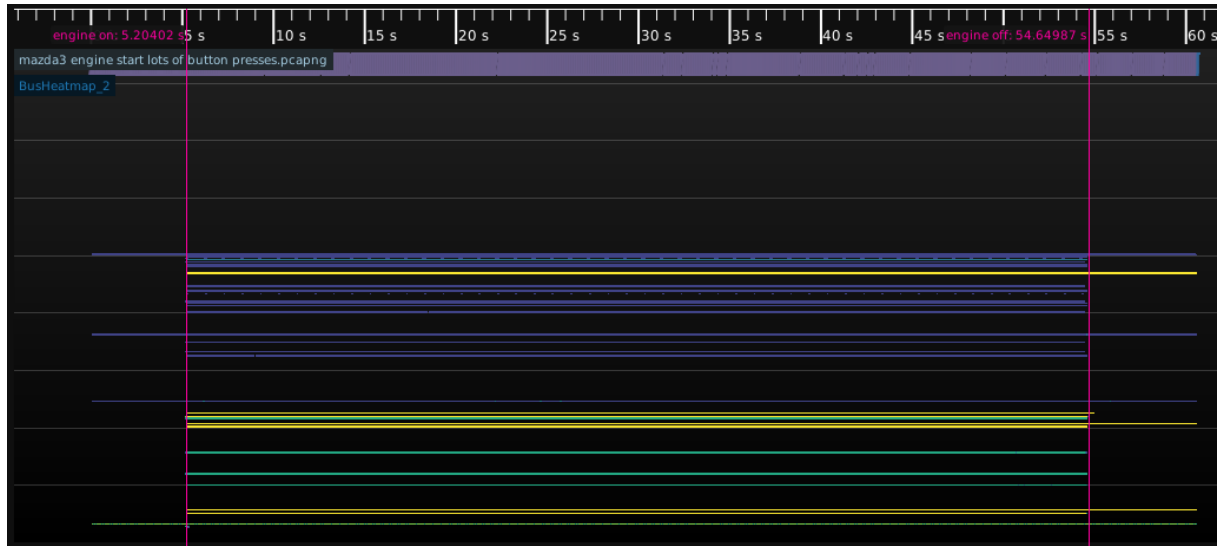 engine on: 5.20402 s 5 s 10 s 15 s 20 s 25 s 30 s 35 s 40 s 45 s engine off: 54.64987 s 55 s 60 s
mazda3 engine start lots of button presses.pcapng
BusHeatmap_2